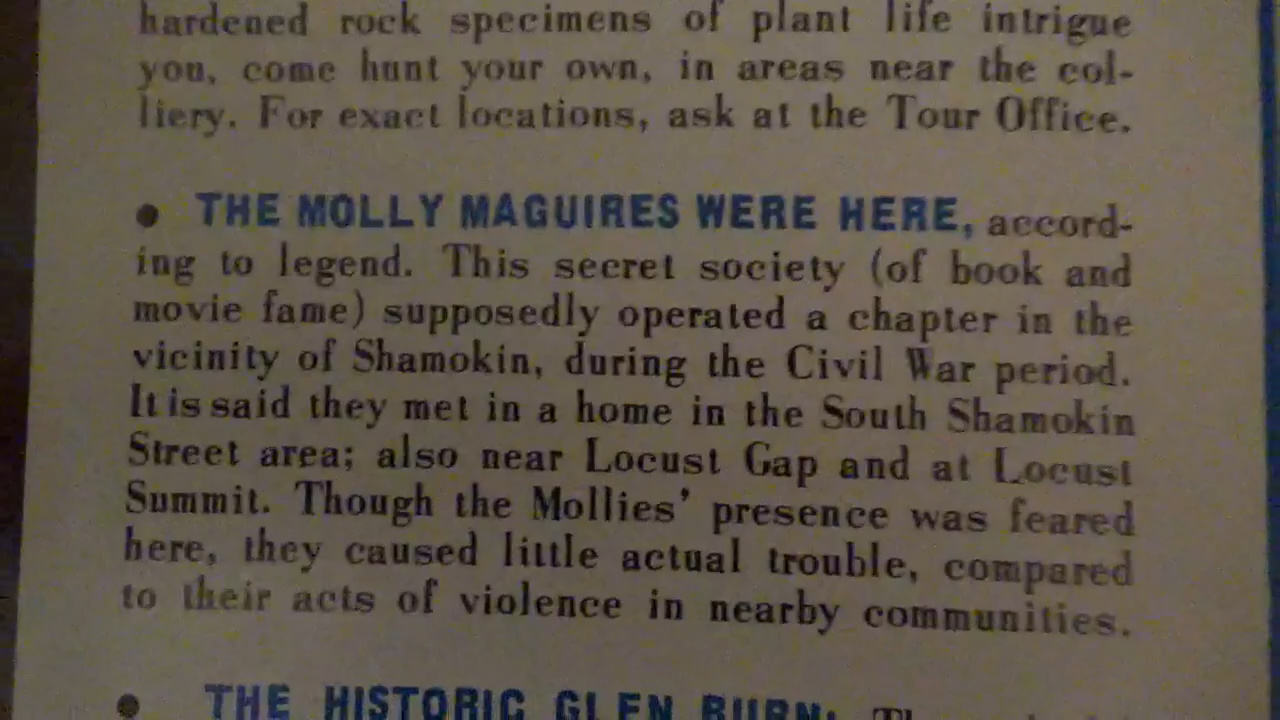 hardened rock specimens of plant life intrigue
you, come hunt your own, in areas near the col-
liery. For exact locations, ask at the Tour Office.
• THE MOLLY MAGUIRES WERE HERE, accord-
ing to legend. This secret society (of book and
movie fame) supposedly operated a chapter in the
vicinity of Shamokin, during the Civil War period.
It is said they met in a home in the South Shamokin
Street area; also near Locust Gap and at Locust
Summit. Though the Mollies' presence was feared
here, they caused little actual trouble, compared
to their acts of violence in nearby communities.
• THE HISTORIC GLEN BURN: